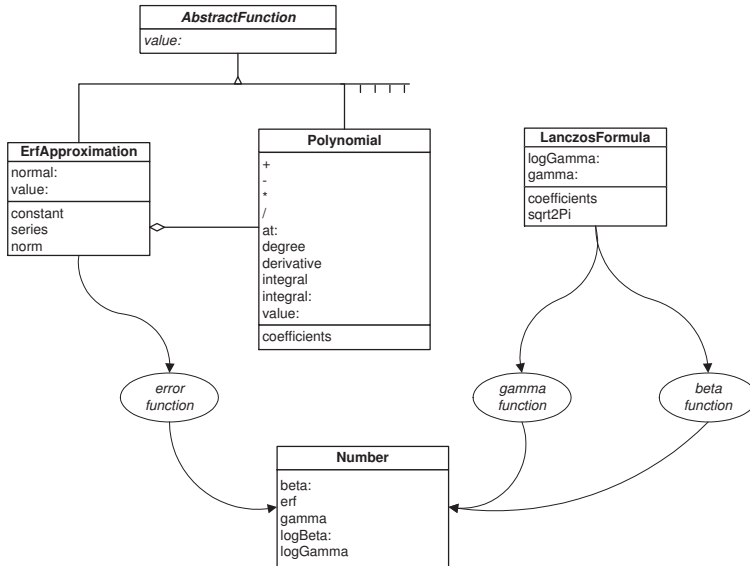 AbstractFunction
value:
ErfApproximation
normal:
value:
constant
series
norm
Polynomial
+
-
*
/
at:
degree
derivative
integral
integral:
value:
coefficients
LanczosFormula
logGamma:
gamma:
coefficients
sqrt2Pi
error
function
gamma
function
beta
function
Number
beta:
erf
gamma
logBeta:
logGamma